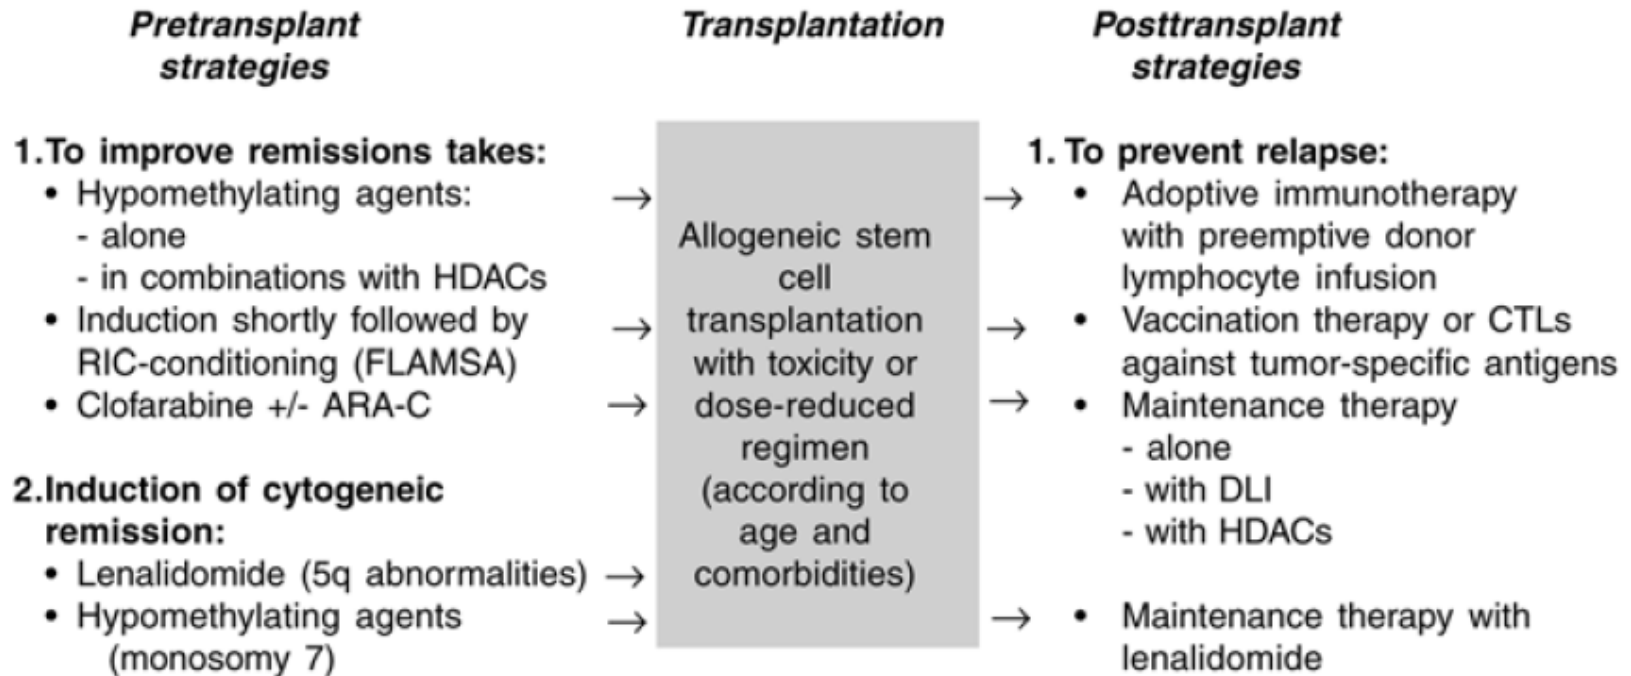 Pretransplant
strategies
1.To improve remissions takes:
• Hypomethylating agents:
- alone
- in combinations with HDACs
• Induction shortly followed by
RIC-conditioning (FLAMSA)
• Clofarabine +/- ARA-C
2.Induction of cytogeneic
remission:
• Lenalidomide (5q abnormalities)
• Hypomethylating agents
(monosomy 7)
Transplantation
Allogeneic stem
cell
transplantation
with toxicity or
dose-reduced
regimen
(according to
age and
comorbidities)
Posttransplant
strategies
1. To prevent relapse:
• Adoptive immunotherapy
with preemptive donor
lymphocyte infusion
• Vaccination therapy or CTLs
against tumor-specific antigens
• Maintenance therapy
- alone
- with DLI
- with HDACs
• Maintenance therapy with
lenalidomide